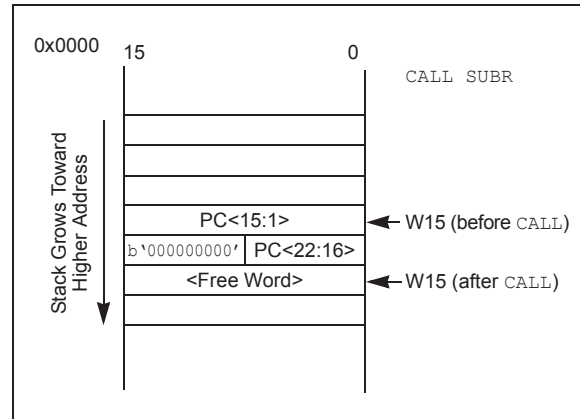 0x0000
15 0
CALL SUBR
Stack Grows Toward
Higher Address
PC<15:1>
W15 (before CALL)
b‘000000000’ PC<22:16>
<Free Word>
W15 (after CALL)